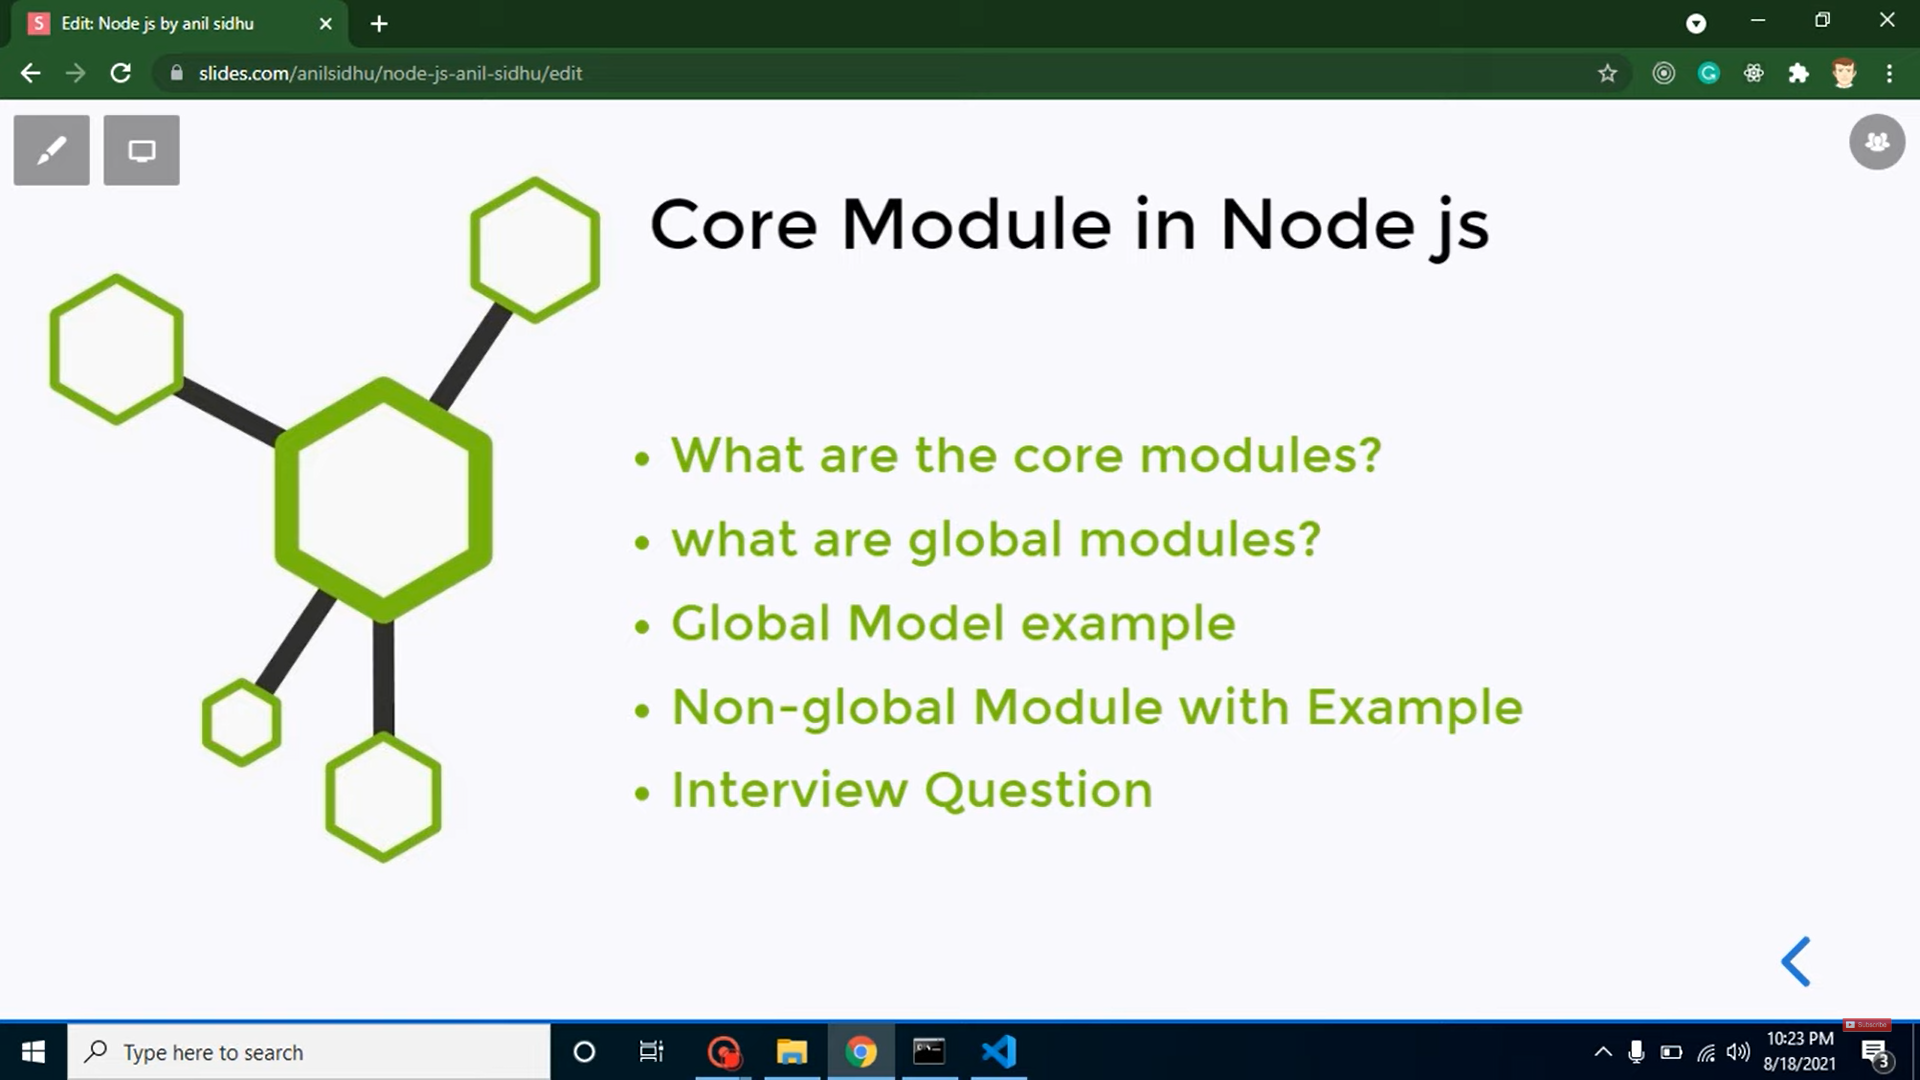 S Edit: Node js by anil sidhu
slides.com/anilsidhu/node-js-anil-sidhu/edit
Core Module in Node js
• What are the core modules?
• what are global modules?
• Global Model example
• Non-global Module with Example
• Interview Question
Subscribe
Type here to search
10:23 PM
8/18/2021
3